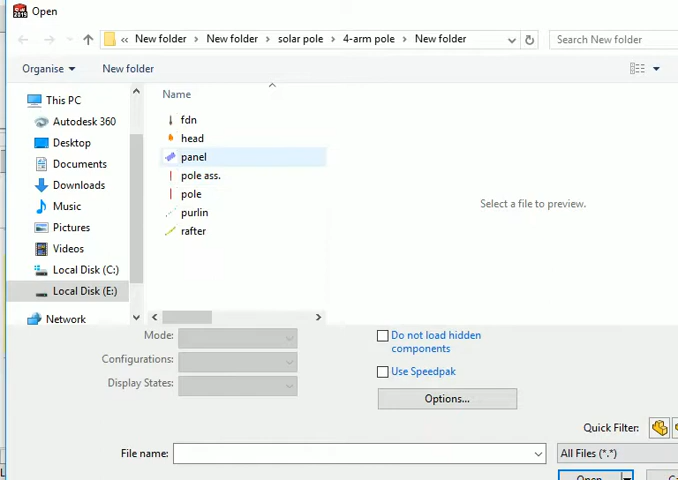 2015 Open
« New folder › New folder › solar pole › 4-arm pole › New folder Search New folder
Organise New folder
This PC
Autodesk 360
Desktop
Documents
Downloads
Music
Pictures
Videos
Local Disk (C:)
Local Disk (E:)
Network
Name
fdn
head
panel
pole ass.
pole
purlin
rafter
Select a file to preview.
Mode:
Configurations:
Display States:
Do not load hidden
components
Use Speedpak
Options...
Quick Filter:
File name: All Files (*.*)
Open